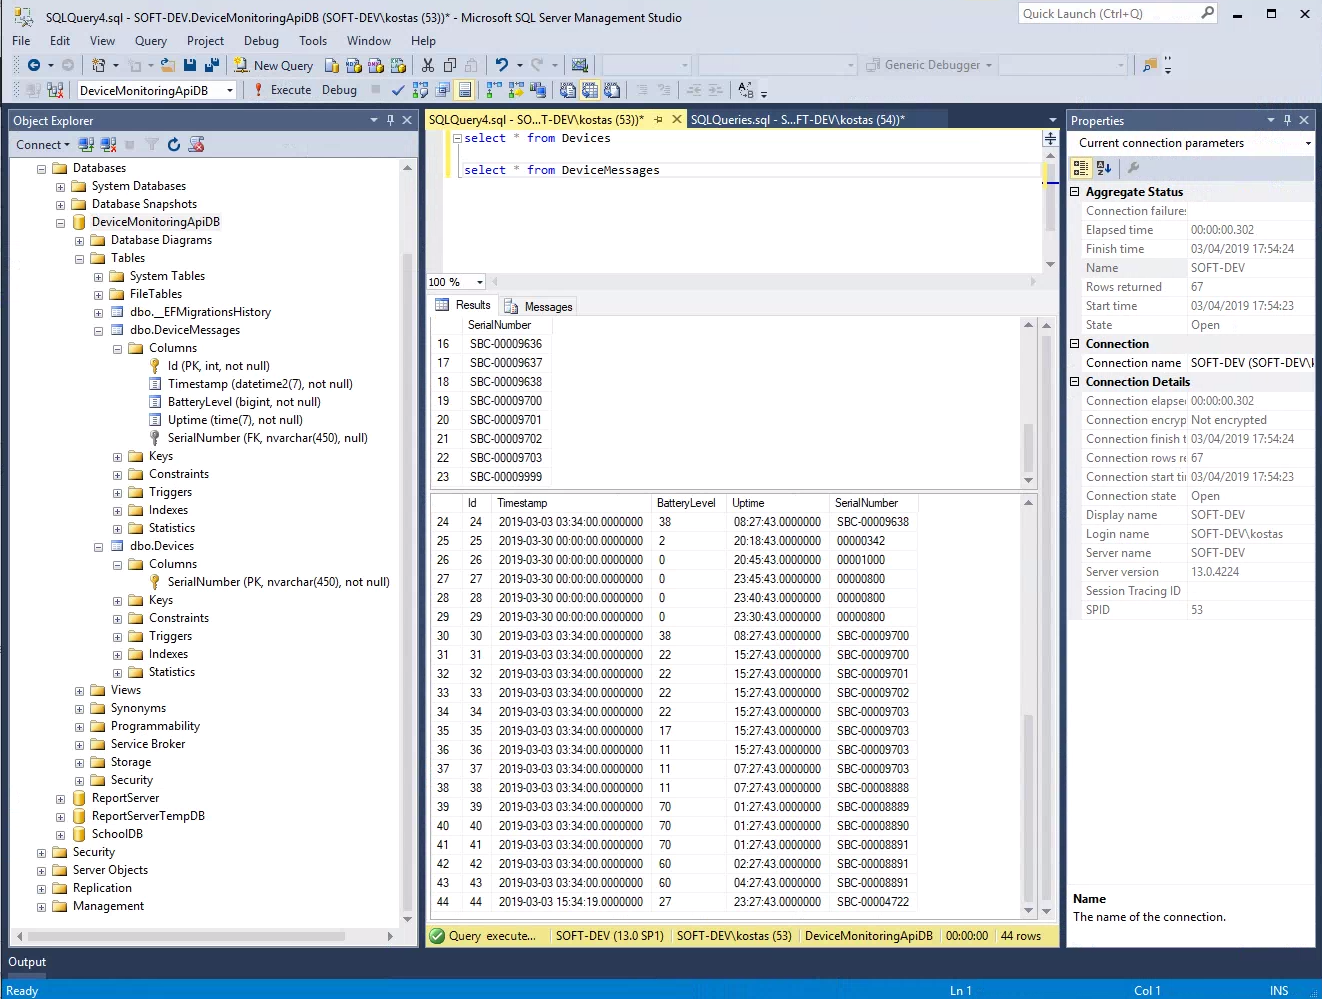 SQLQuery4.sql - SOFT-DEV.DeviceMonitoringApiDB (SOFT-DEV\kostas (53))* - Microsoft SQL Server Management Studio
Quick Launch (Ctrl+Q)
File Edit View Query Project Debug Tools Window Help
New Query
Generic Debugger
DeviceMonitoringApiDB
Execute Debug
Object Explorer
Connect
Databases
System Databases
Database Snapshots
DeviceMonitoringApiDB
Database Diagrams
Tables
System Tables
FileTables
dbo.__EFMigrationsHistory
dbo.DeviceMessages
Columns
Id (PK, int, not null)
Timestamp (datetime2(7), not null)
BatteryLevel (bigint, not null)
Uptime (time(7), not null)
SerialNumber (FK, nvarchar(450), null)
Keys
Constraints
Triggers
Indexes
Statistics
dbo.Devices
Columns
SerialNumber (PK, nvarchar(450), not null)
Keys
Constraints
Triggers
Indexes
Statistics
Views
Synonyms
Programmability
Service Broker
Storage
Security
ReportServer
ReportServerTempDB
SchoolDB
Security
Server Objects
Replication
Management
SQLQuery4.sql - SO...T-DEV\kostas (53))* SQLQueries.sql - S...FT-DEV\kostas (54))*
select * from Devices
select * from DeviceMessages
100 %
Results Messages
SerialNumber
16 SBC-00009636
17 SBC-00009637
18 SBC-00009638
19 SBC-00009700
20 SBC-00009701
21 SBC-00009702
22 SBC-00009703
23 SBC-00009999
Id Timestamp BatteryLevel Uptime SerialNumber
24 24 2019-03-03 03:34:00.0000000 38 08:27:43.0000000 SBC-00009638
25 25 2019-03-30 00:00:00.0000000 2 20:18:43.0000000 00000342
26 26 2019-03-30 00:00:00.0000000 0 20:45:43.0000000 00001000
27 27 2019-03-30 00:00:00.0000000 0 23:45:43.0000000 00000800
28 28 2019-03-30 00:00:00.0000000 0 23:40:43.0000000 00000800
29 29 2019-03-30 00:00:00.0000000 0 23:30:43.0000000 00000800
30 30 2019-03-03 03:34:00.0000000 38 08:27:43.0000000 SBC-00009700
31 31 2019-03-03 03:34:00.0000000 22 15:27:43.0000000 SBC-00009700
32 32 2019-03-03 03:34:00.0000000 22 15:27:43.0000000 SBC-00009701
33 33 2019-03-03 03:34:00.0000000 22 15:27:43.0000000 SBC-00009702
34 34 2019-03-03 03:34:00.0000000 22 15:27:43.0000000 SBC-00009703
35 35 2019-03-03 03:34:00.0000000 17 15:27:43.0000000 SBC-00009703
36 36 2019-03-03 03:34:00.0000000 11 15:27:43.0000000 SBC-00009703
37 37 2019-03-03 03:34:00.0000000 11 07:27:43.0000000 SBC-00009703
38 38 2019-03-03 03:34:00.0000000 11 07:27:43.0000000 SBC-00008888
39 39 2019-03-03 03:34:00.0000000 70 01:27:43.0000000 SBC-00008889
40 40 2019-03-03 03:34:00.0000000 70 01:27:43.0000000 SBC-00008890
41 41 2019-03-03 03:34:00.0000000 70 01:27:43.0000000 SBC-00008891
42 42 2019-03-03 03:34:00.0000000 60 02:27:43.0000000 SBC-00008891
43 43 2019-03-03 03:34:00.0000000 60 04:27:43.0000000 SBC-00008891
44 44 2019-03-03 15:34:19.0000000 27 23:27:43.0000000 SBC-00004722
Query execute... SOFT-DEV (13.0 SP1) SOFT-DEV\kostas (53) DeviceMonitoringApiDB 00:00:00 44 rows
Properties
Current connection parameters
Aggregate Status
Connection failures
Elapsed time 00:00:00.302
Finish time 03/04/2019 17:54:24
Name SOFT-DEV
Rows returned 67
Start time 03/04/2019 17:54:23
State Open
Connection
Connection name SOFT-DEV (SOFT-DEV\
Connection Details
Connection elapse 00:00:00.302
Connection encryp Not encrypted
Connection finish t 03/04/2019 17:54:24
Connection rows re 67
Connection start ti 03/04/2019 17:54:23
Connection state Open
Display name SOFT-DEV
Login name SOFT-DEV\kostas
Server name SOFT-DEV
Server version 13.0.4224
Session Tracing ID
SPID 53
Name
The name of the connection.
Output
Ready Ln 1 Col 1 INS